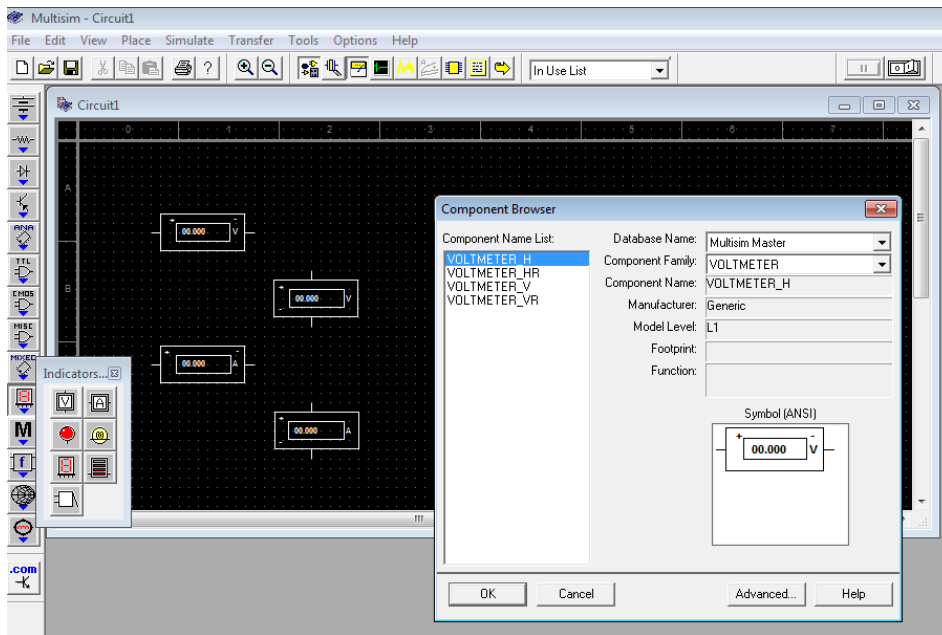 Multisim - Circuit1
File Edit View Place Simulate Transfer Tools Options Help
? In Use List
Circuit1
0 1 2 3 4 5 6 7
A
+ - 00.000 V
ANA
TTL
B
+ - 00.000 V
CMOS
MISC
+ - 00.000 A
MIXED
Indicators...
V A
+ - 00.000 A
M
f
.com
Component Browser
Component Name List:
VOLTMETER_H
VOLTMETER_HR
VOLTMETER_V
VOLTMETER_VR
Database Name: Multisim Master
Component Family: VOLTMETER
Component Name: VOLTMETER_H
Manufacturer: Generic
Model Level: L1
Footprint:
Function:
Symbol (ANSI)
+ - 00.000 V
OK Cancel Advanced... Help